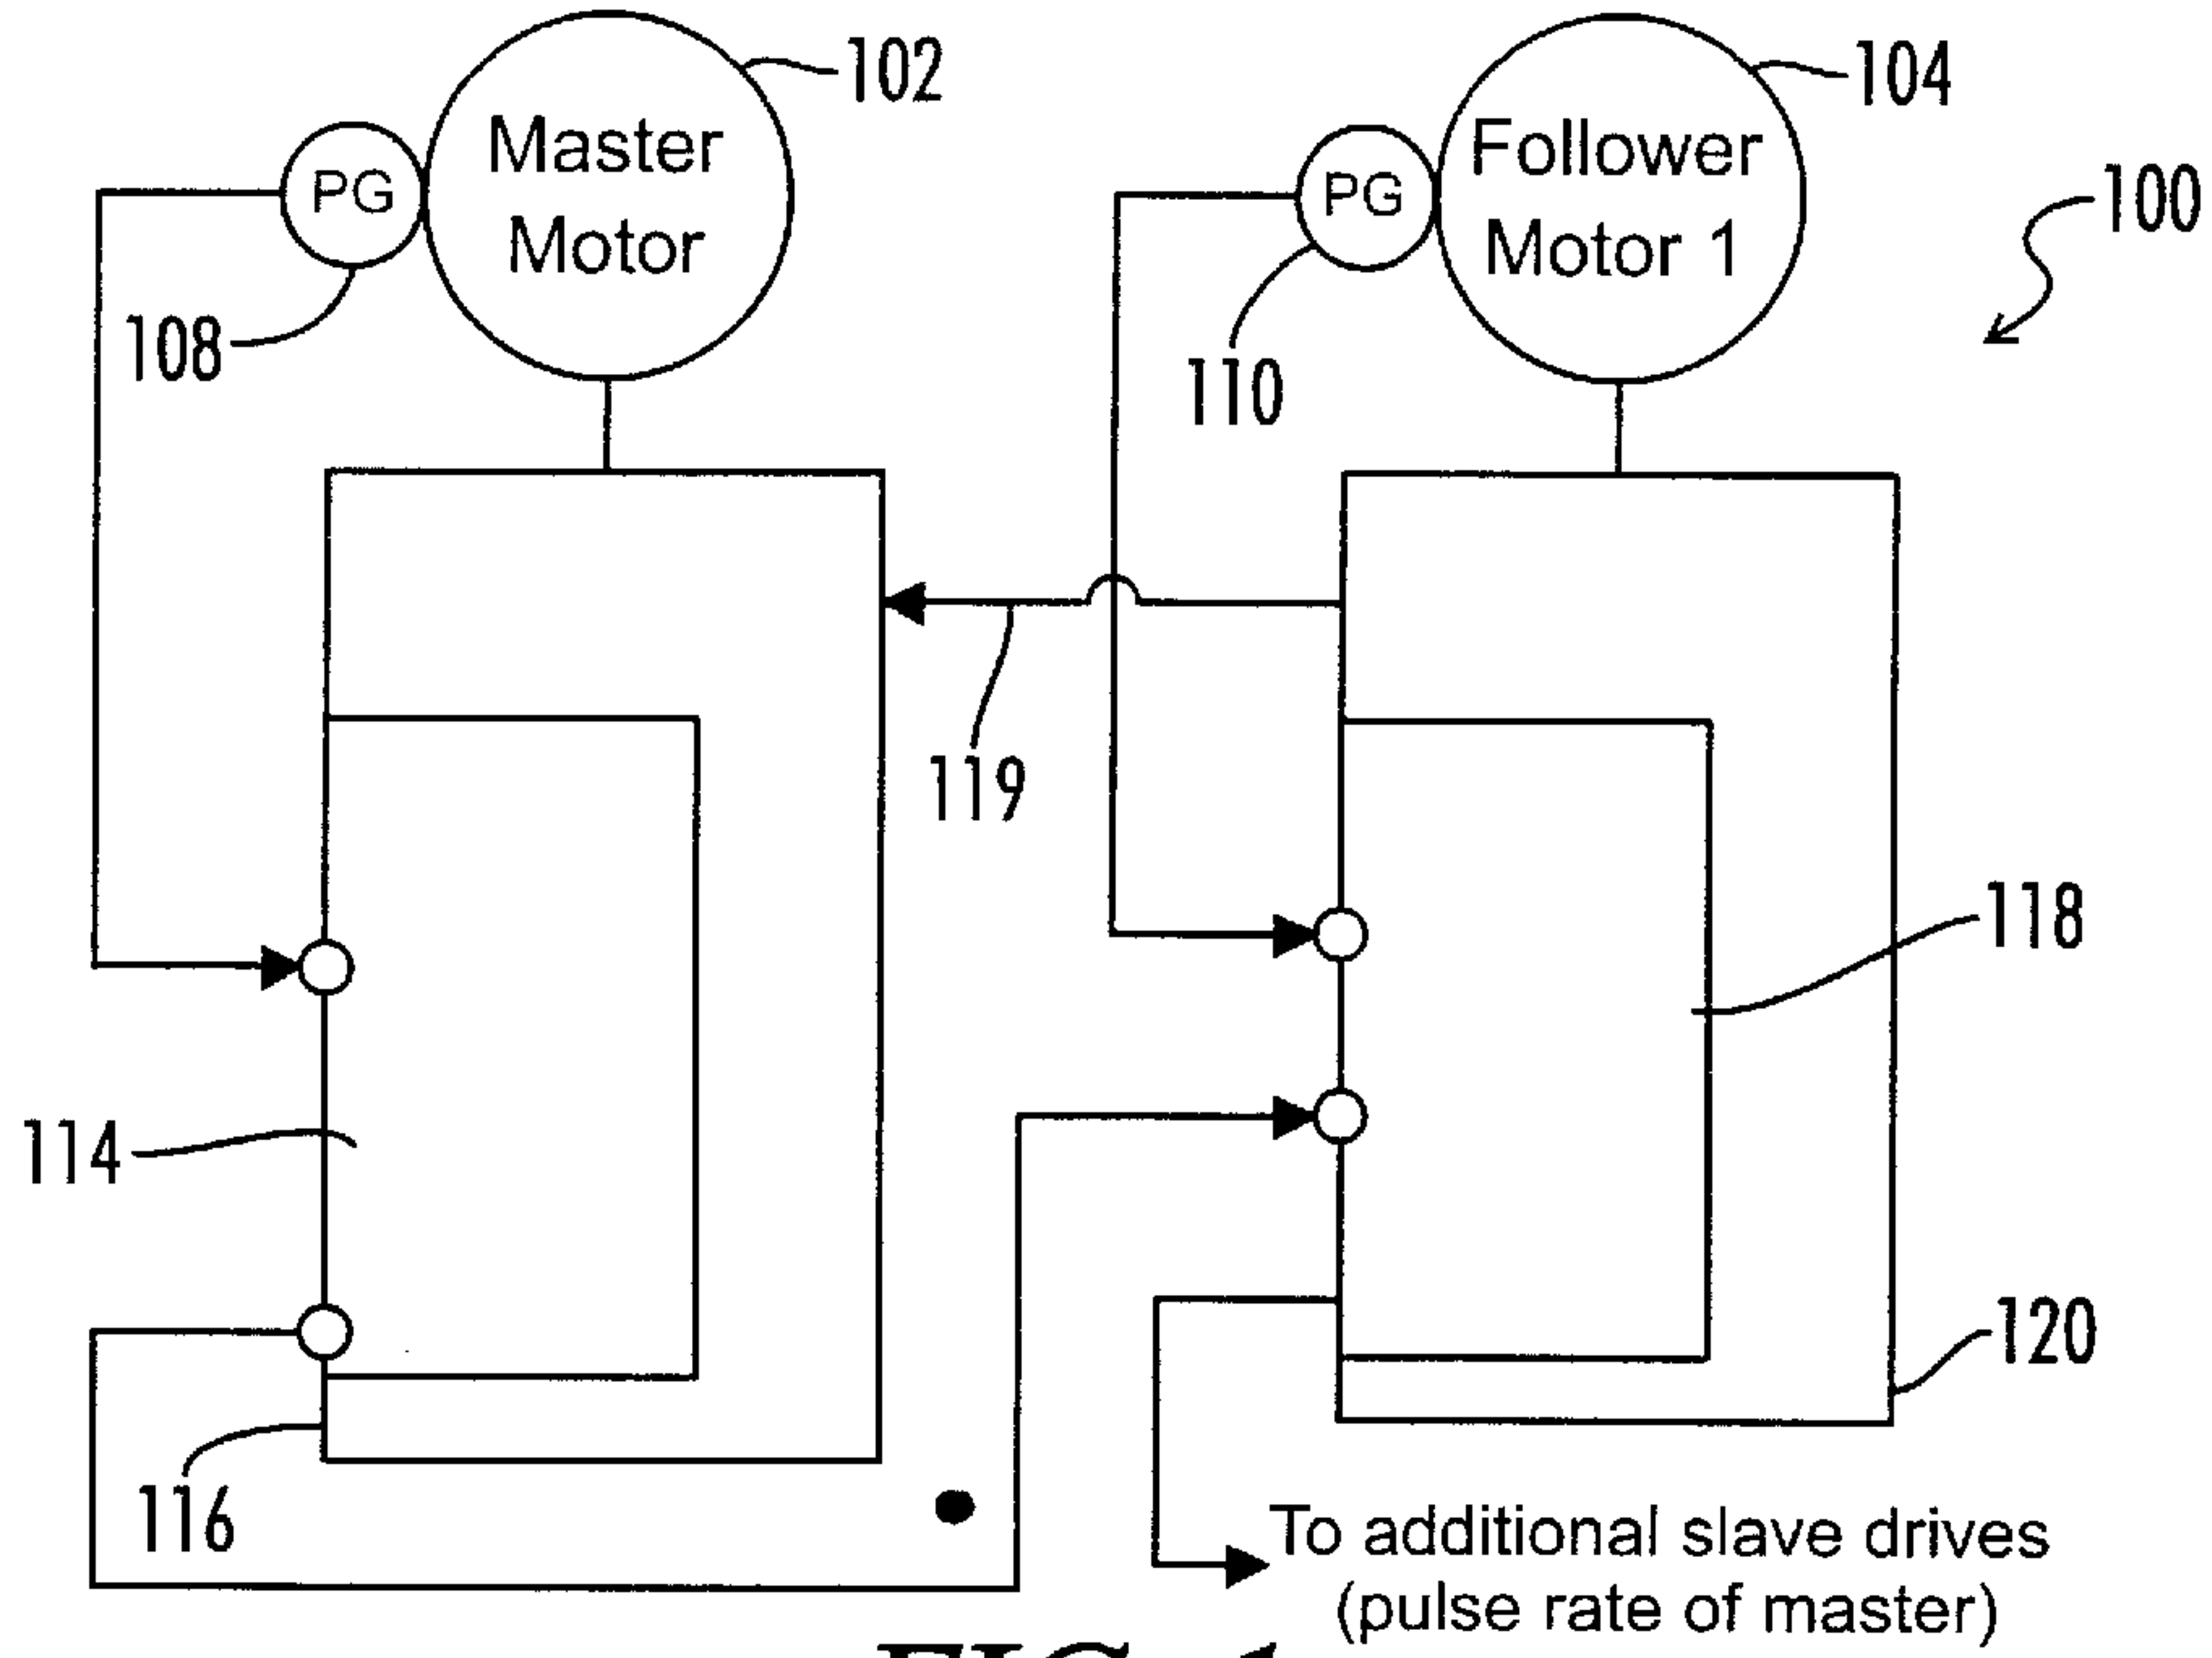 102
Master
Motor
PG
108
104
Follower
Motor 1
PG
110
100
119
118
114
120
116
To additional slave drives
(pulse rate of master)